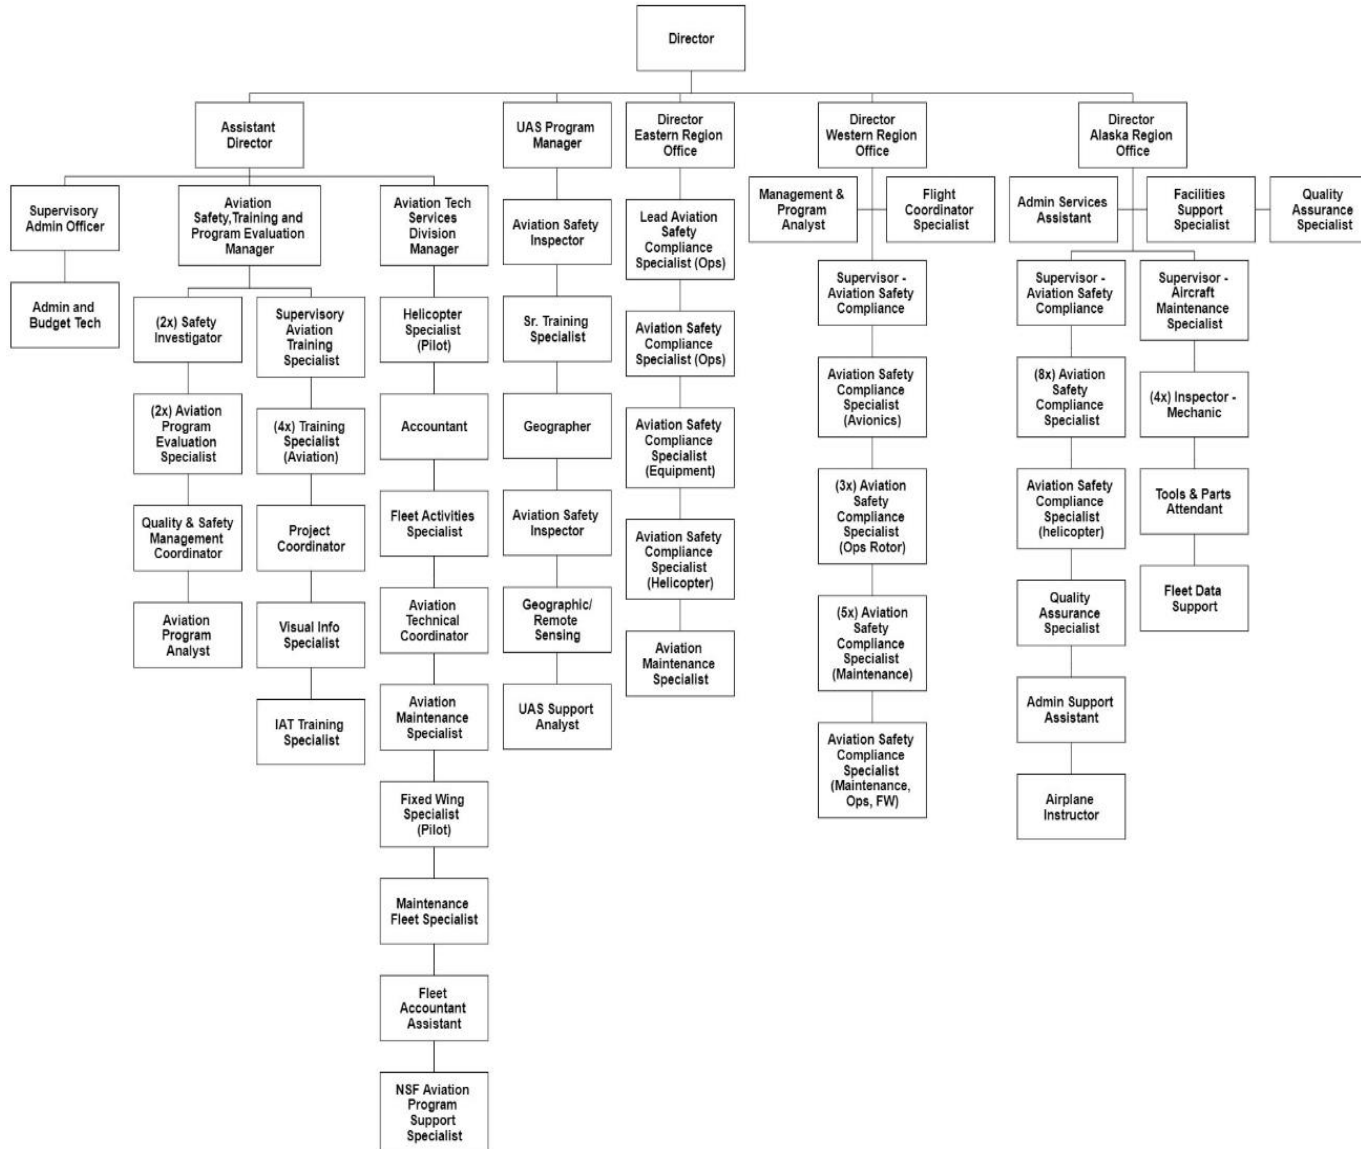 Director
Assistant
Director
UAS Program
Manager
Director
Eastern Region
Office
Director
Western Region
Office
Director
Alaska Region
Office
Supervisory
Admin Officer
Admin and
Budget Tech
Aviation
Safety,Training and
Program Evaluation
Manager
(2x) Safety
Investigator
(2x) Aviation
Program
Evaluation
Specialist
Quality & Safety
Management
Coordinator
Aviation
Program
Analyst
Supervisory
Aviation
Training
Specialist
(4x) Training
Specialist
(Aviation)
Project
Coordinator
Visual Info
Specialist
IAT Training
Specialist
Aviation Tech
Services
Division
Manager
Helicopter
Specialist
(Pilot)
Accountant
Fleet Activities
Specialist
Aviation
Technical
Coordinator
Aviation
Maintenance
Specialist
Fixed Wing
Specialist
(Pilot)
Maintenance
Fleet Specialist
Fleet
Accountant
Assistant
NSF Aviation
Program
Support
Specialist
Aviation Safety
Inspector
Sr. Training
Specialist
Geographer
Aviation Safety
Inspector
Geographic/
Remote
Sensing
UAS Support
Analyst
Lead Aviation
Safety
Compliance
Specialist (Ops)
Aviation Safety
Compliance
Specialist (Ops)
Aviation Safety
Compliance
Specialist
(Equipment)
Aviation Safety
Compliance
Specialist
(Helicopter)
Aviation
Maintenance
Specialist
Management &
Program
Analyst
Flight
Coordinator
Specialist
Supervisor -
Aviation Safety
Compliance
Aviation Safety
Compliance
Specialist
(Avionics)
(3x) Aviation
Safety
Compliance
Specialist
(Ops Rotor)
(5x) Aviation
Safety
Compliance
Specialist
(Maintenance)
Aviation Safety
Compliance
Specialist
(Maintenance,
Ops, FW)
Admin Services
Assistant
Facilities
Support
Specialist
Quality
Assurance
Specialist
Supervisor -
Aviation Safety
Compliance
(8x) Aviation
Safety
Compliance
Specialist
Aviation Safety
Compliance
Specialist
(helicopter)
Quality
Assurance
Specialist
Admin Support
Assistant
Airplane
Instructor
Supervisor -
Aircraft
Maintenance
Specialist
(4x) Inspector -
Mechanic
Tools & Parts
Attendant
Fleet Data
Support